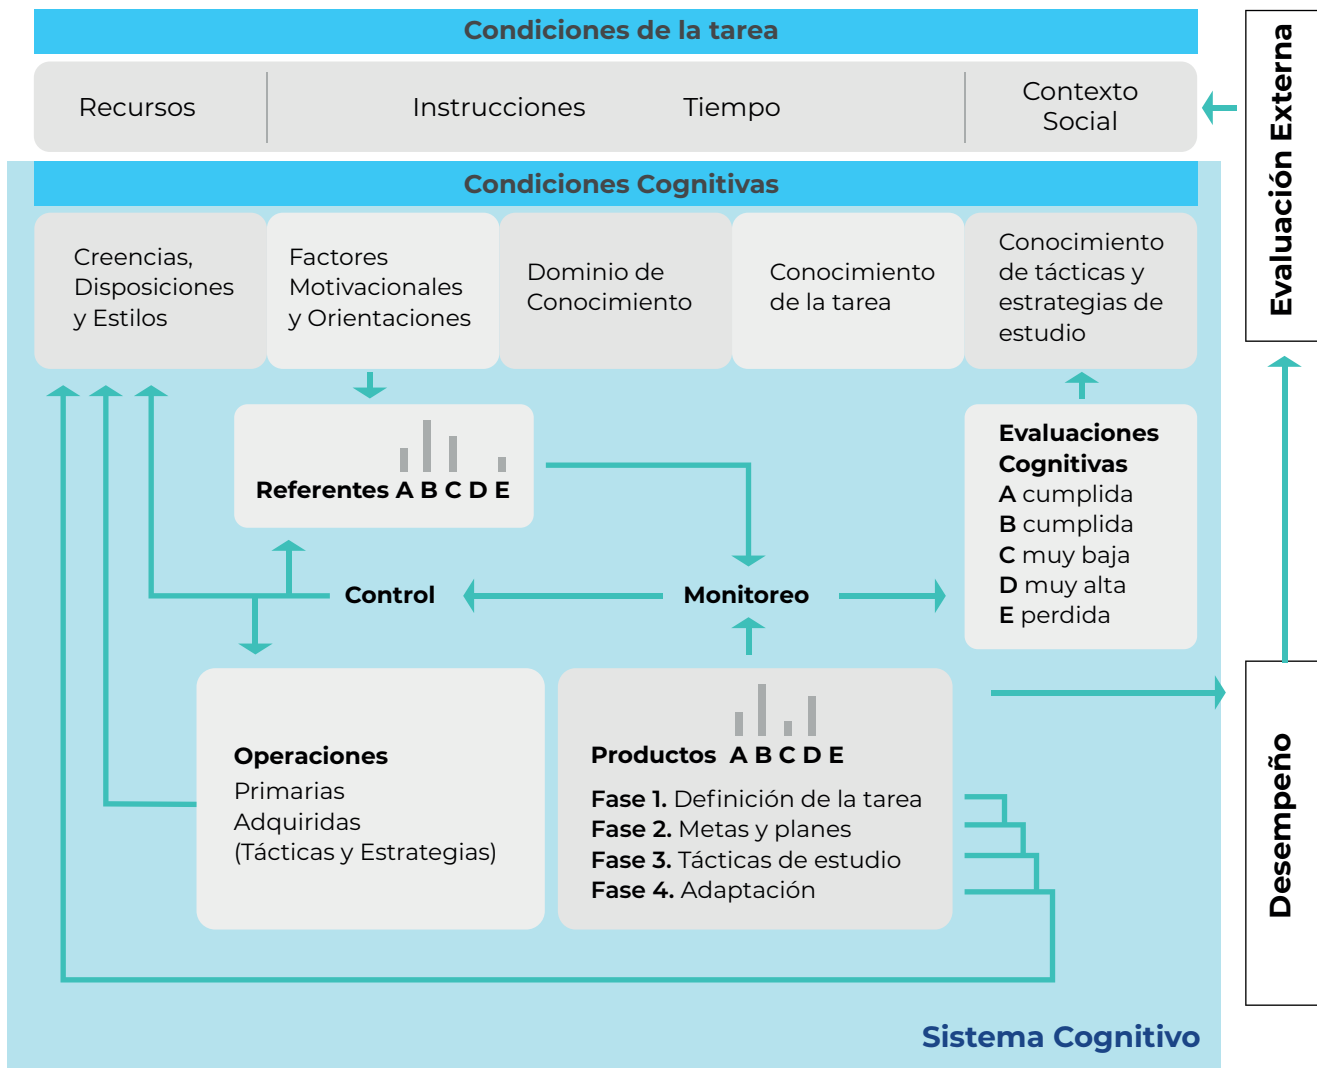 Condiciones de la tarea
Recursos
Instrucciones
Tiempo
Contexto
Social
Evaluación Externa
Condiciones Cognitivas
Creencias,
Disposiciones
y Estilos
Factores
Motivacionales
y Orientaciones
Dominio de
Conocimiento
Conocimiento
de la tarea
Conocimiento
de tácticas y
estrategias de
estudio
Referentes A B C D E
Evaluaciones
Cognitivas
A cumplida
B cumplida
C muy baja
D muy alta
E perdida
Control
Monitoreo
Operaciones
Primarias
Adquiridas
(Tácticas y Estrategias)
Productos A B C D E
Fase 1. Definición de la tarea
Fase 2. Metas y planes
Fase 3. Tácticas de estudio
Fase 4. Adaptación
Desempeño
Sistema Cognitivo